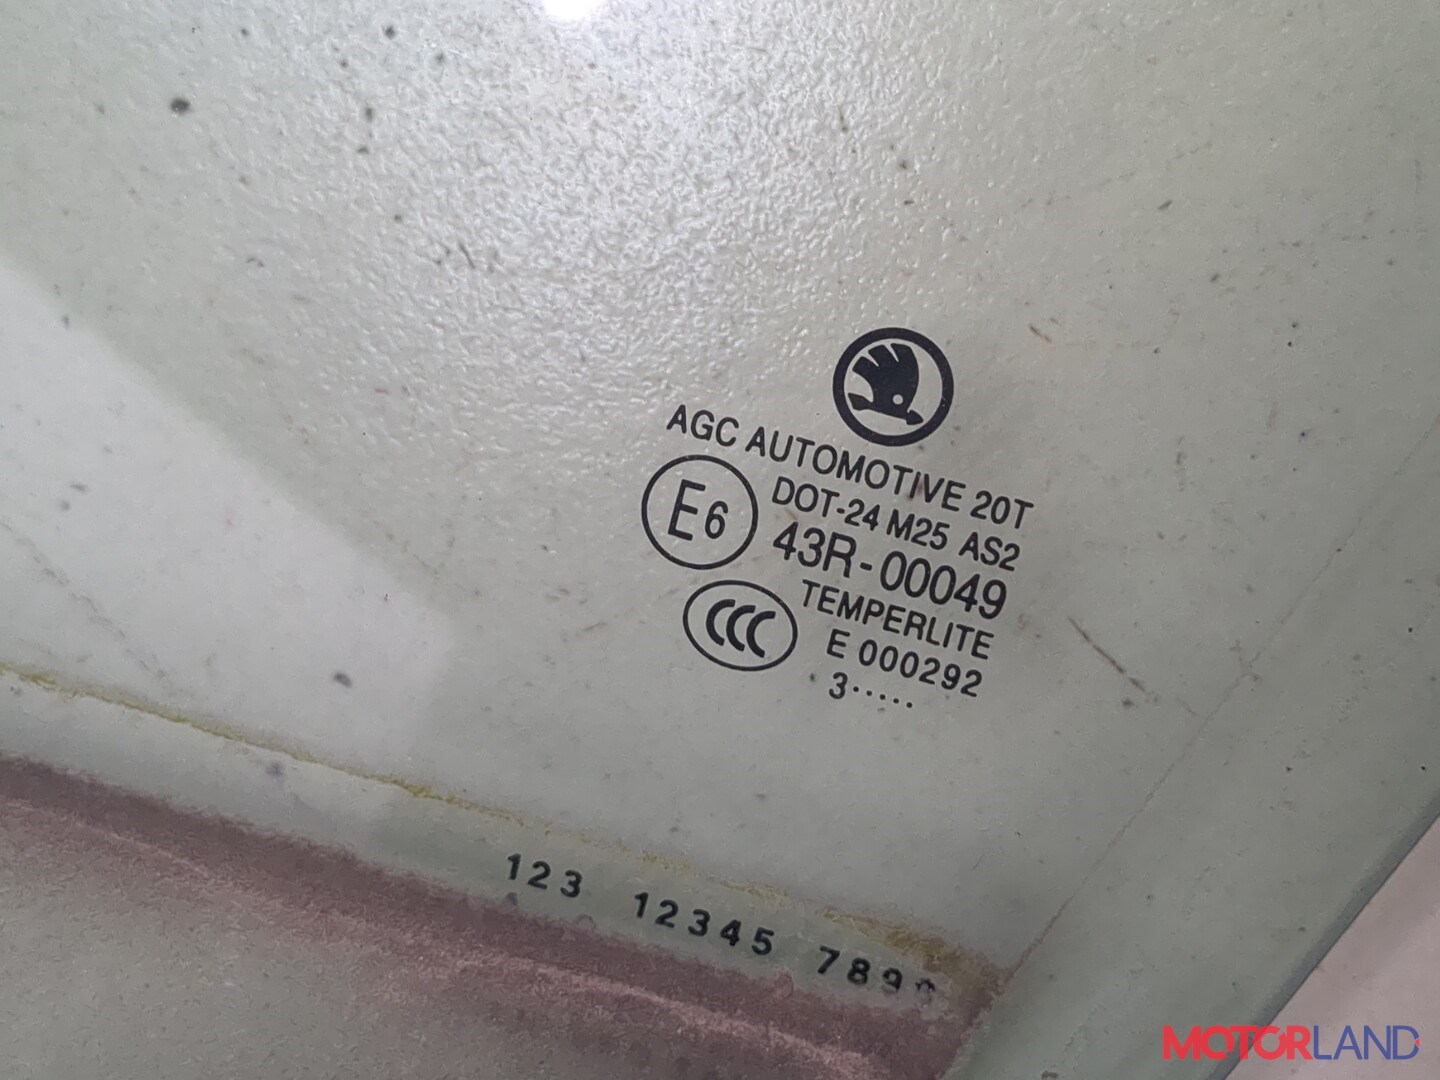 AGC AUTOMOTIVE 20T
DOT-24 M25 AS2
E6
43R-00049
TEMPERLITE
CCC
E 000292
3·····
123 12345 789
MOTORLAND